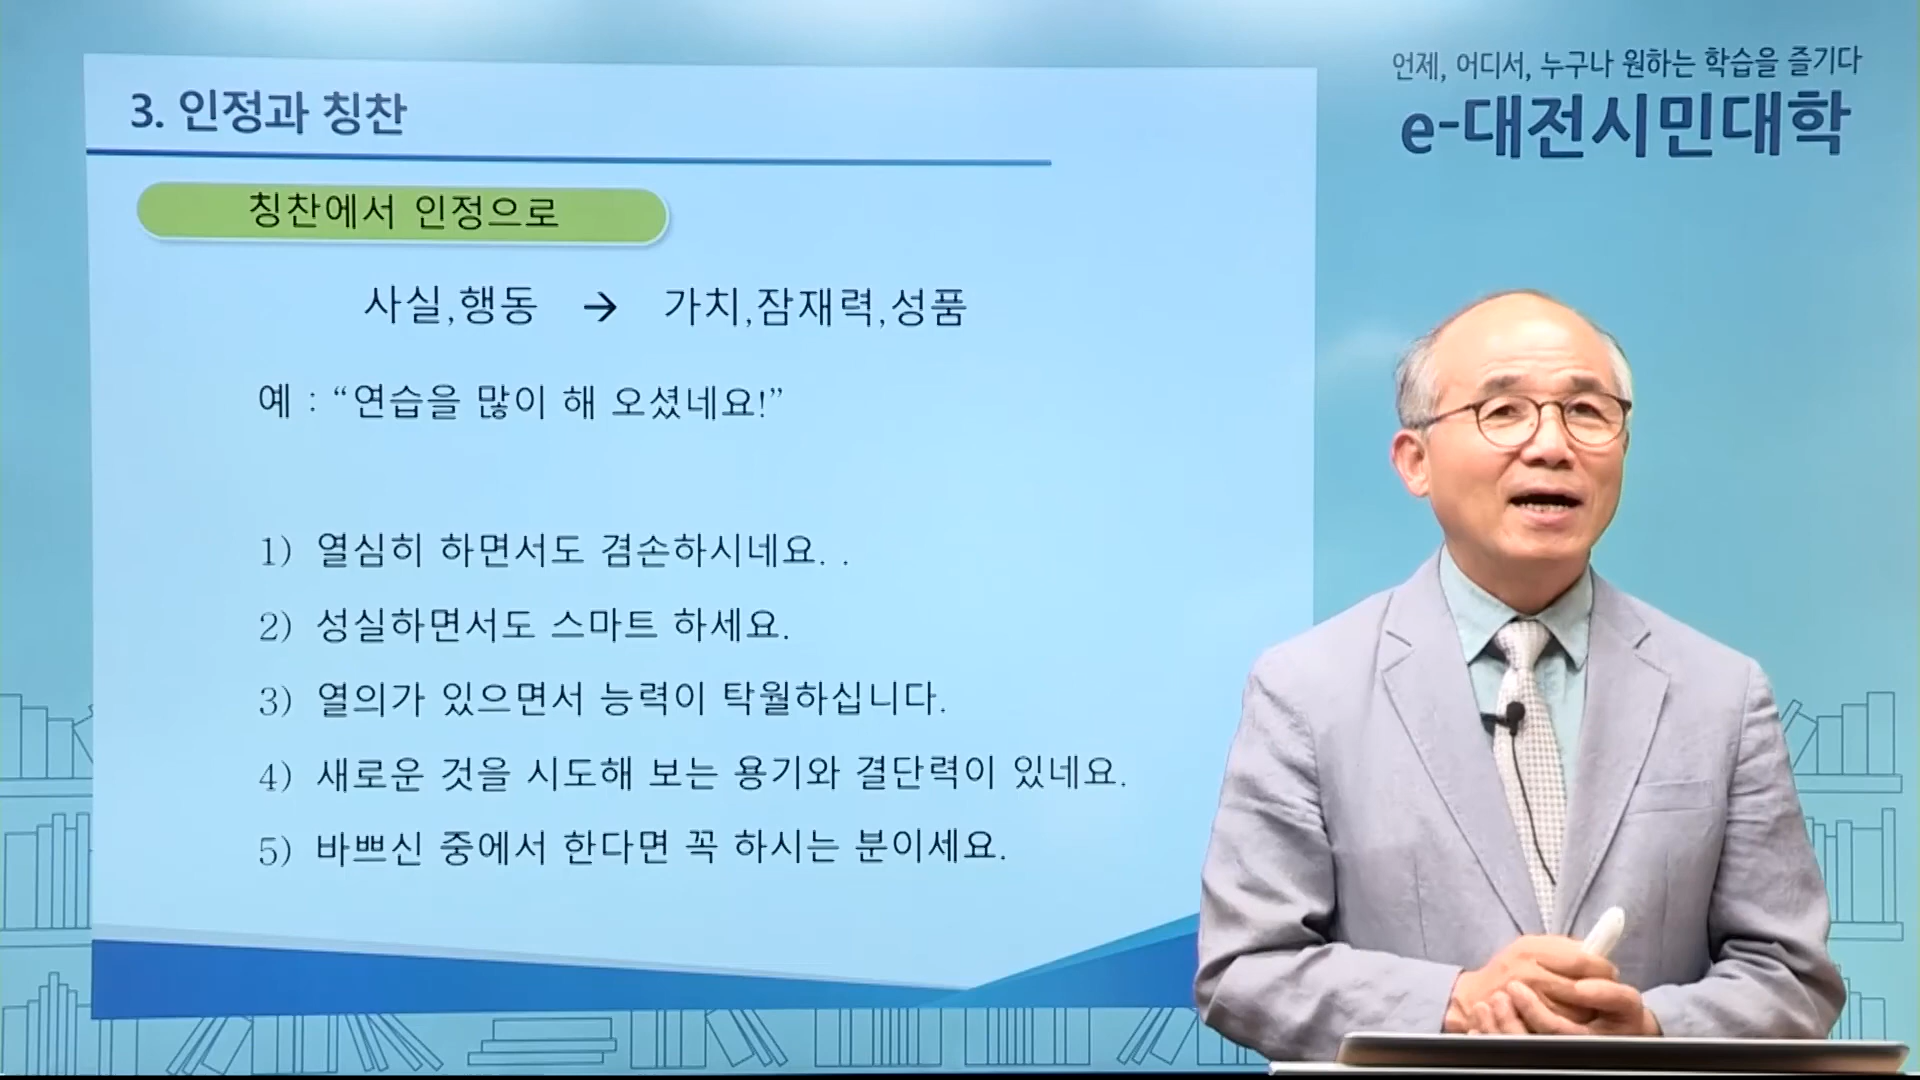 언제, 어디서, 누구나 원하는 학습을 즐기다
e-대전시민대학
3. 인정과 칭찬
칭찬에서 인정으로
사실,행동 → 가치,잠재력,성품
예 : “연습을 많이 해 오셨네요!”
1) 열심히 하면서도 겸손하시네요. .
2) 성실하면서도 스마트 하세요.
3) 열의가 있으면서 능력이 탁월하십니다.
4) 새로운 것을 시도해 보는 용기와 결단력이 있네요.
5) 바쁘신 중에서 한다면 꼭 하시는 분이세요.